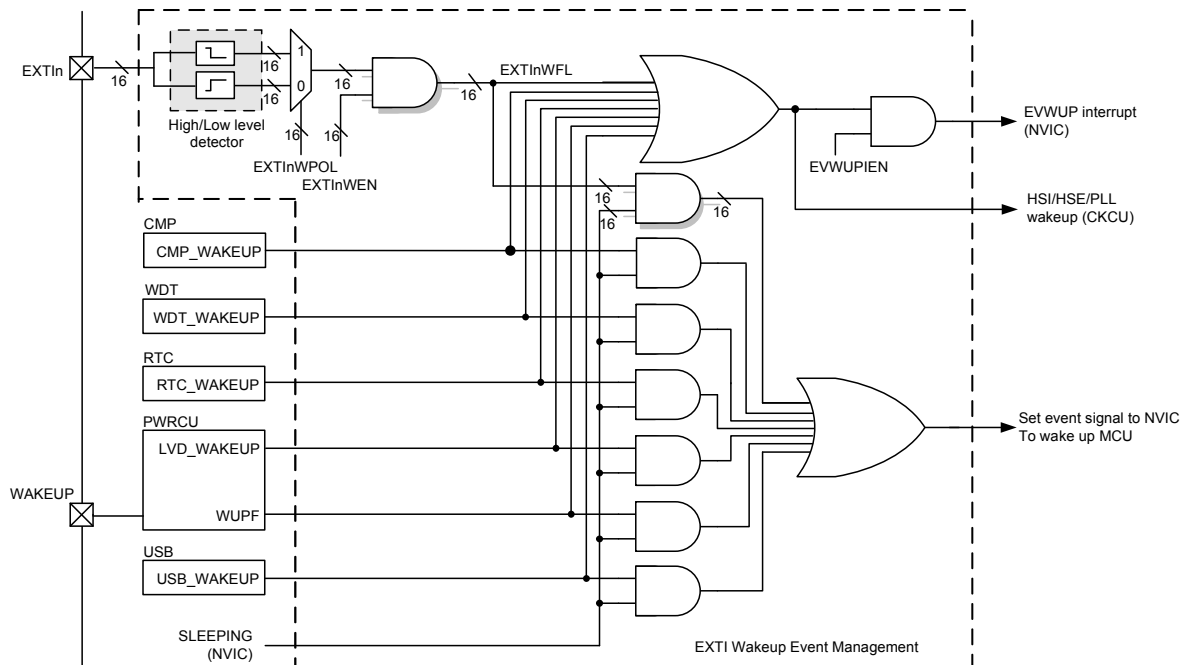 EXTIn
16
1
0
16
16
High/Low level
detector
16
EXTInWPOL
16
EXTInWEN
16
16
EXTInWFL
EVWUPIEN
EVWUP interrupt
(NVIC)
HSI/HSE/PLL
wakeup (CKCU)
16
16
16
CMP
CMP_WAKEUP
WDT
WDT_WAKEUP
RTC
RTC_WAKEUP
PWRCU
LVD_WAKEUP
WAKEUP
WUPF
USB
USB_WAKEUP
SLEEPING
(NVIC)
Set event signal to NVIC
To wake up MCU
EXTI Wakeup Event Management